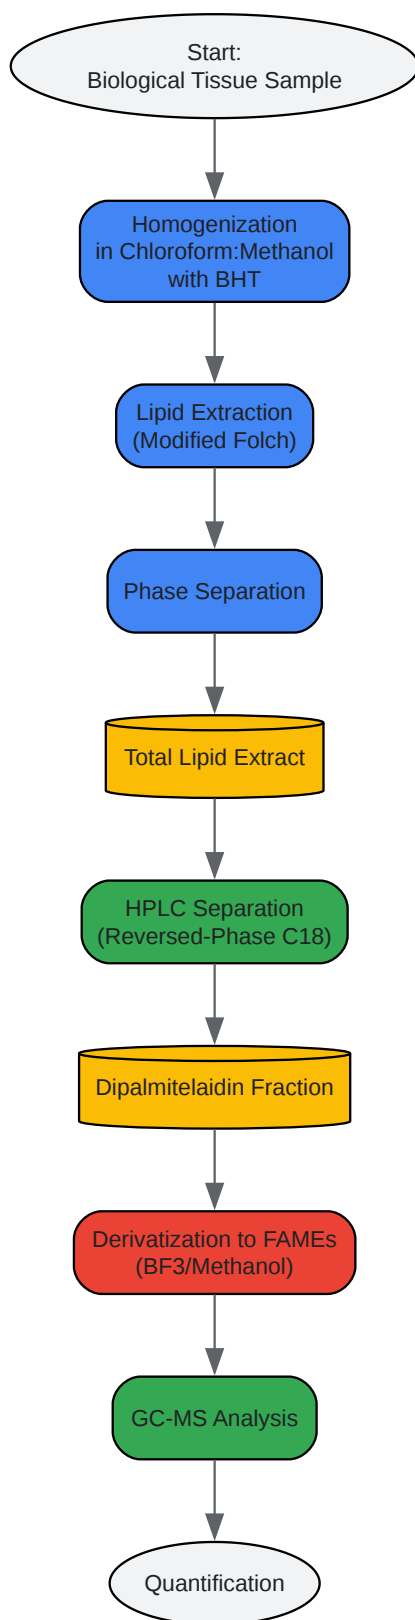 Start:
Biological Tissue Sample
Homogenization
in Chloroform:Methanol
with BHT
Lipid Extraction
(Modified Folch)
Phase Separation
Total Lipid Extract
HPLC Separation
(Reversed-Phase C18)
Dipalmitelaidin Fraction
Derivatization to FAMEs
(BF3/Methanol)
GC-MS Analysis
Quantification